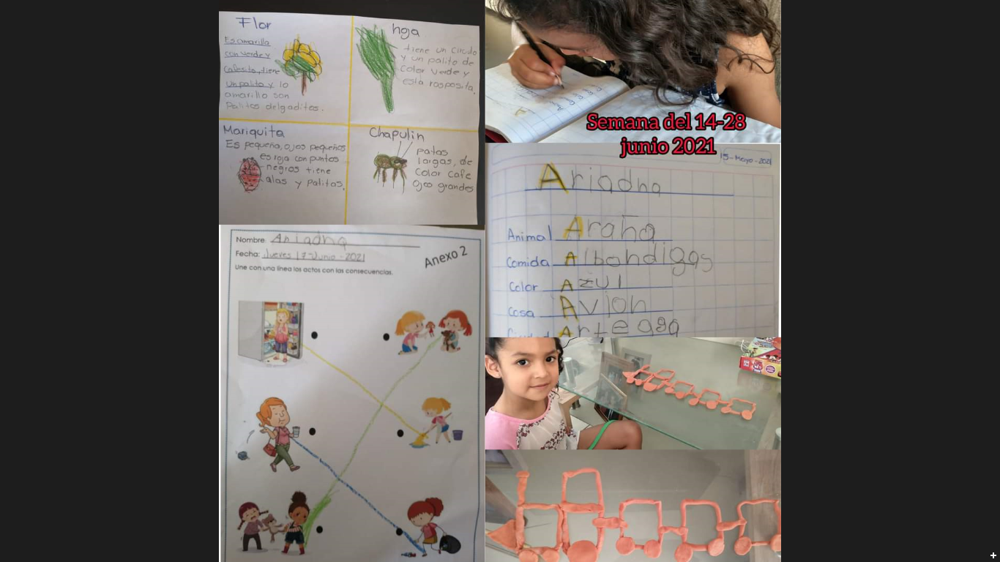 Flor
Es amarilla
con verde y
cafesito, tiene
un palito y lo
amarillo son
Palitos delgaditos.
hoja
tiene un circulo
y un palito de
color verde y
esta rasposita.
Mariquita
Es pequeña, ojos pequeños
es roja con puntos
negros tiene
alas y palitas.
Chapulin
patas
largas, de
color cafe
ojos grandes
Semana del 14-28
junio 2021
15-Mayo-2021
Ariadna
Animal Araña
Comida Albondigas
Color Azul
Cosa Avion
Arteaga
Nombre: Ariadna
Fecha: Jueves 17-Junio-2021
Anexo 2
Une con una línea los actos con las consecuencias.